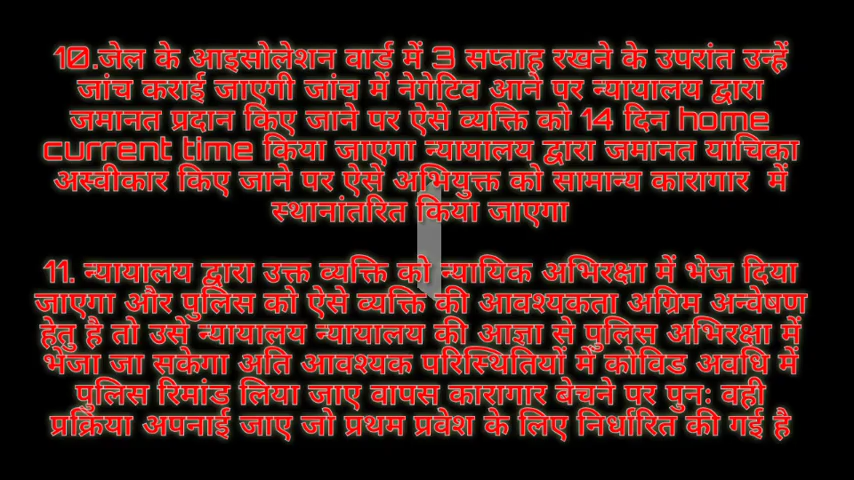 10.जेल के आइसोलेशन वार्ड में 3 सप्ताह रखने के उपरांत उन्हें
जांच कराई जाएगी जांच में नेगेटिव आने पर न्यायालय द्वारा
जमानत प्रदान किए जाने पर ऐसे व्यक्ति को 14 दिन home
current time किया जाएगा न्यायालय द्वारा जमानत याचिका
अस्वीकार किए जाने पर ऐसे अभियुक्त को सामान्य कारागार में
स्थानांतरित किया जाएगा
11. न्यायालय द्वारा उक्त व्यक्ति को न्यायिक अभिरक्षा में भेज दिया
जाएगा और पुलिस को ऐसे व्यक्ति की आवश्यकता अग्रिम अन्वेषण
हेतु है तो उसे न्यायालय न्यायालय की आज्ञा से पुलिस अभिरक्षा में
भेजा जा सकेगा अति आवश्यक परिस्थितियों में कोविड अवधि में
पुलिस रिमांड लिया जाए वापस कारागार बेचने पर पुनः वही
प्रक्रिया अपनाई जाए जो प्रथम प्रवेश के लिए निर्धारित की गई है